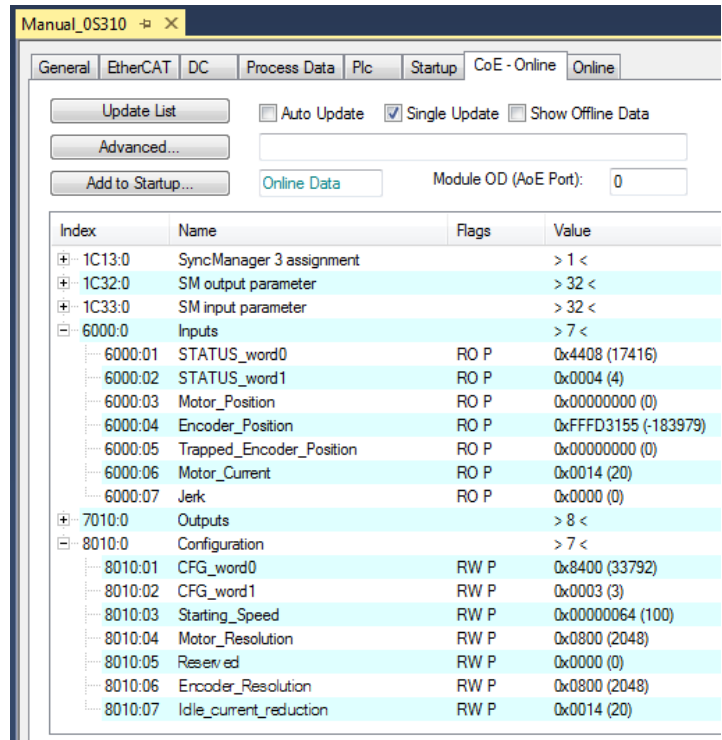 Manual_0S310
General EtherCAT DC Process Data Plc Startup CoE - Online Online
Update List Auto Update Single Update Show Offline Data
Advanced...
Add to Startup... Online Data Module OD (AoE Port): 0
Index Name Flags Value
1C13:0 SyncManager 3 assignment > 1 <
1C32:0 SM output parameter > 32 <
1C33:0 SM input parameter > 32 <
6000:0 Inputs > 7 <
6000:01 STATUS_word0 RO P 0x4408 (17416)
6000:02 STATUS_word1 RO P 0x0004 (4)
6000:03 Motor_Position RO P 0x00000000 (0)
6000:04 Encoder_Position RO P 0xFFFD3155 (-183979)
6000:05 Trapped_Encoder_Position RO P 0x00000000 (0)
6000:06 Motor_Current RO P 0x0014 (20)
6000:07 Jerk RO P 0x0000 (0)
7010:0 Outputs > 8 <
8010:0 Configuration > 7 <
8010:01 CFG_word0 RW P 0x8400 (33792)
8010:02 CFG_word1 RW P 0x0003 (3)
8010:03 Starting_Speed RW P 0x00000064 (100)
8010:04 Motor_Resolution RW P 0x0800 (2048)
8010:05 Reserved RW P 0x0000 (0)
8010:06 Encoder_Resolution RW P 0x0800 (2048)
8010:07 Idle_current_reduction RW P 0x0014 (20)